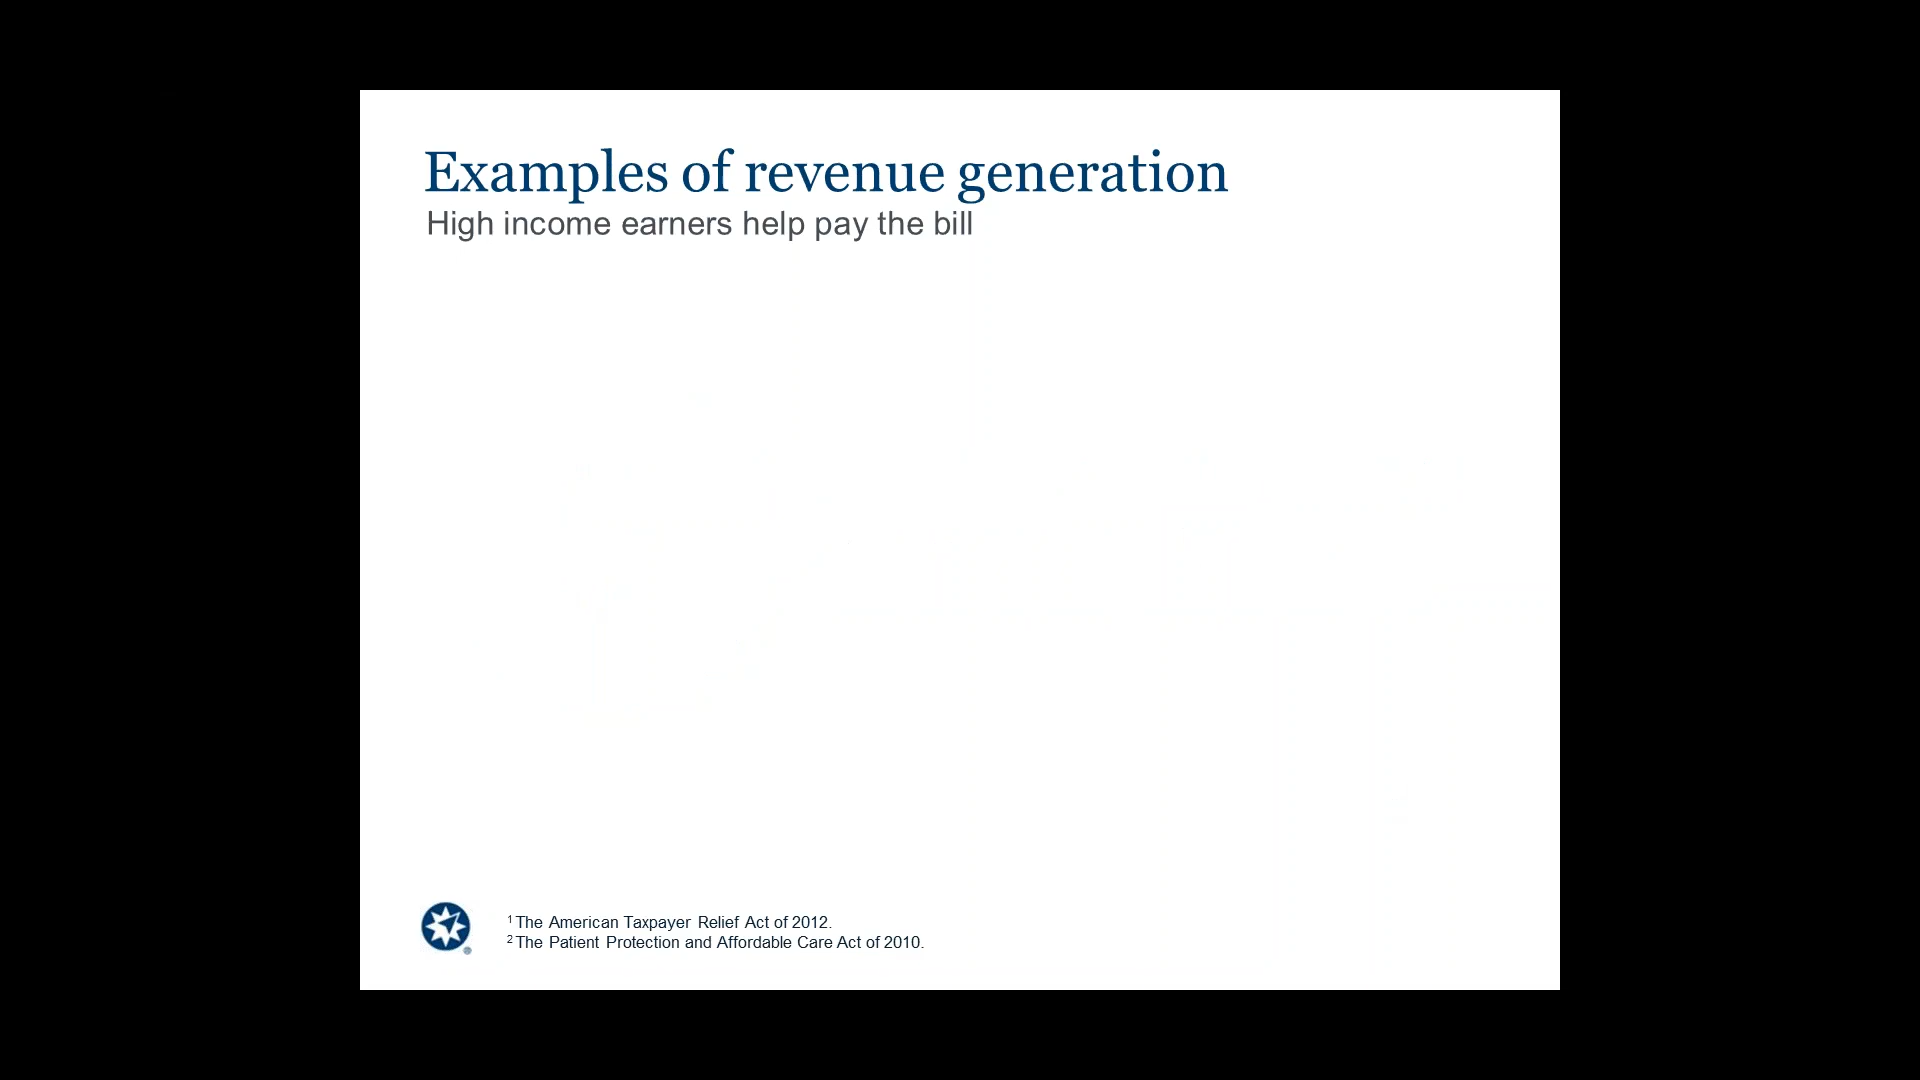 Examples of revenue generation
High income earners help pay the bill
1 The American Taxpayer Relief Act of 2012.
2 The Patient Protection and Affordable Care Act of 2010.
®